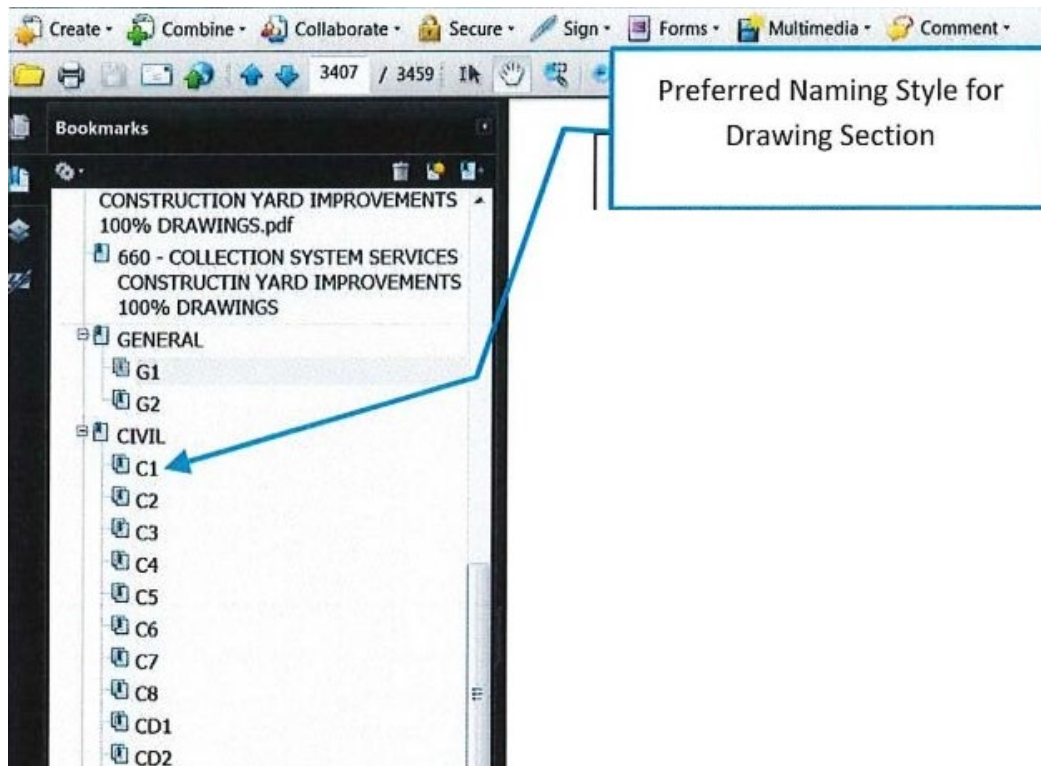 Create Combine Collaborate Secure Sign Forms Multimedia Comment
3407 / 3459
Preferred Naming Style for
Drawing Section
Bookmarks
CONSTRUCTION YARD IMPROVEMENTS
100% DRAWINGS.pdf
660 - COLLECTION SYSTEM SERVICES
CONSTRUCTIN YARD IMPROVEMENTS
100% DRAWINGS
GENERAL
G1
G2
CIVIL
C1
C2
C3
C4
C5
C6
C7
C8
CD1
CD2